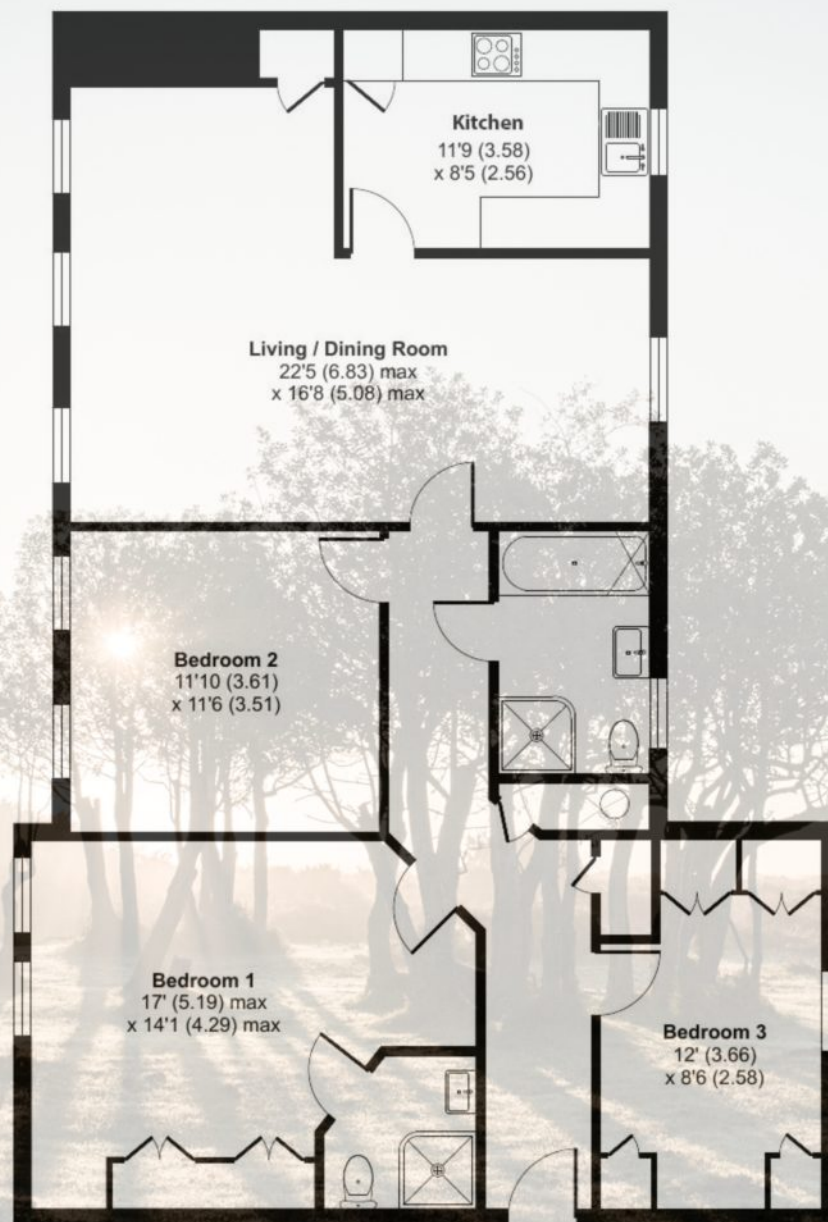 Kitchen
11'9 (3.58)
x 8'5 (2.56)
Living / Dining Room
22'5 (6.83) max
x 16'8 (5.08) max
Bedroom 2
11'10 (3.61)
x 11'6 (3.51)
Bedroom 1
17' (5.19) max
x 14'1 (4.29) max
Bedroom 3
12' (3.66)
x 8'6 (2.58)